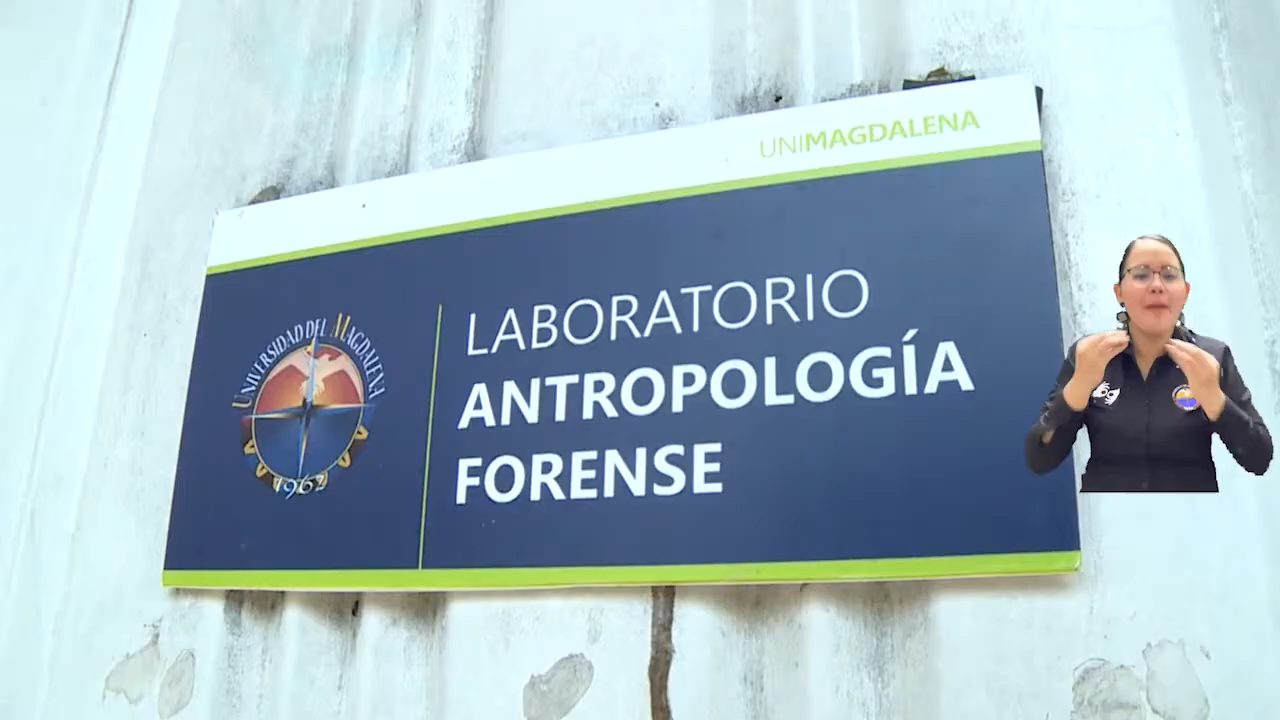 UNIMAGDALENA
UNIVERSIDAD DEL MAGDALENA
1962
LABORATORIO
ANTROPOLOGÍA
FORENSE